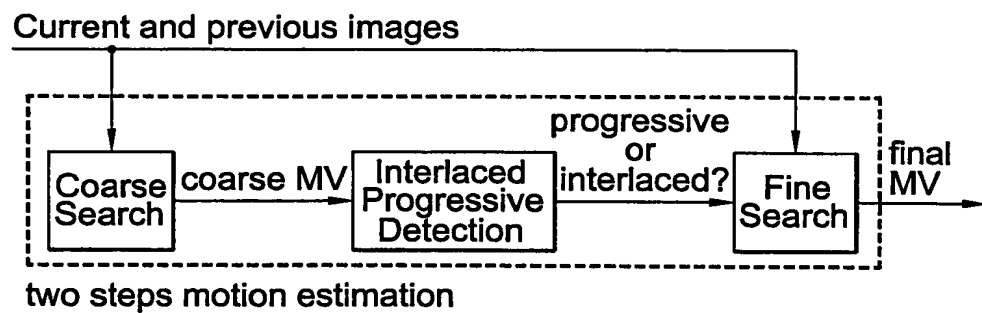 Current and previous images
Coarse
Search
coarse MV
Interlaced
Progressive
Detection
progressive
or
interlaced?
Fine
Search
final
MV
two steps motion estimation